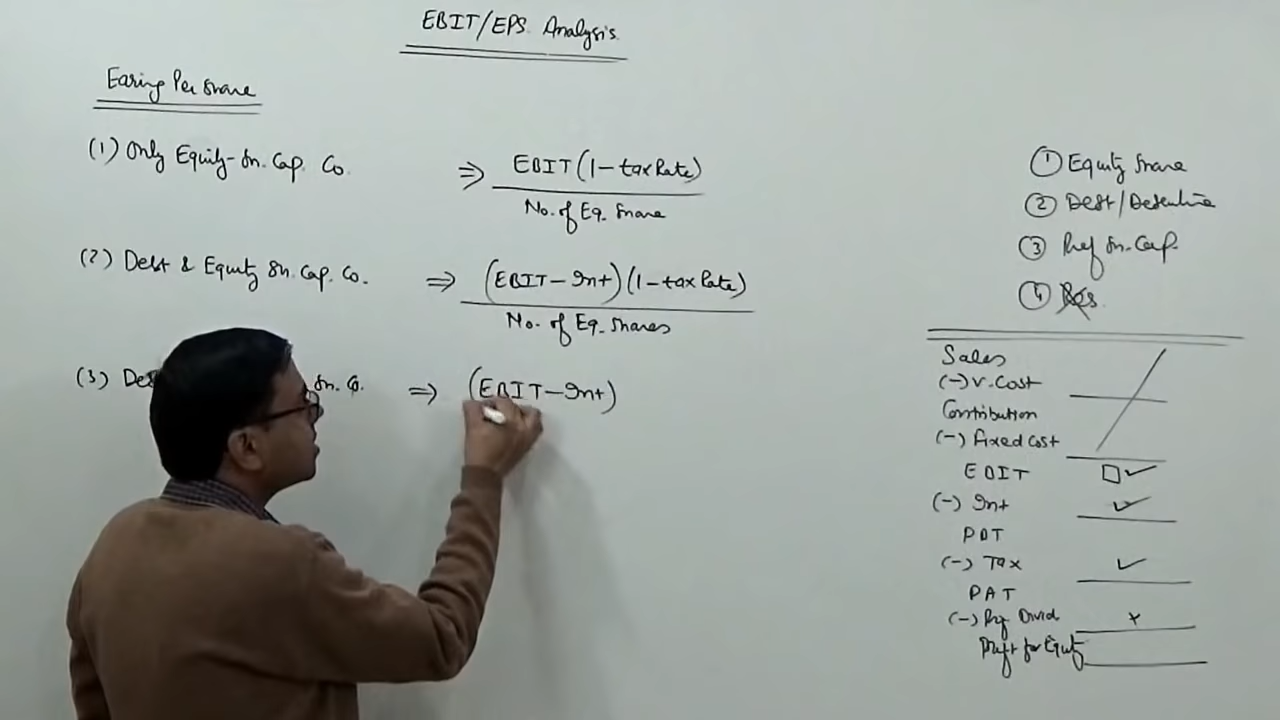 EBIT/EPS Analysis
Earing Per Share
(1) Only Equity Sh. Cap. Co.
⇒ EBIT(1-tax Rate)
No. of Eq. Share
(2) Debt & Equity Sh. Cap. Co.
⇒ (EBIT-Int)(1-tax Rate)
No. of Eq. Shares
(3)
Sh.
⇒ (EBIT-Int)
① Equity Share
② Debt/Debenture
③ Pref Sh. Cap.
④
Sales
(-) V. Cost
Contribution
(-) Fixed Cost
EBIT
(-) Int
PBT
(-) Tax
PAT
(-) Pref Divid
Profit for Equity